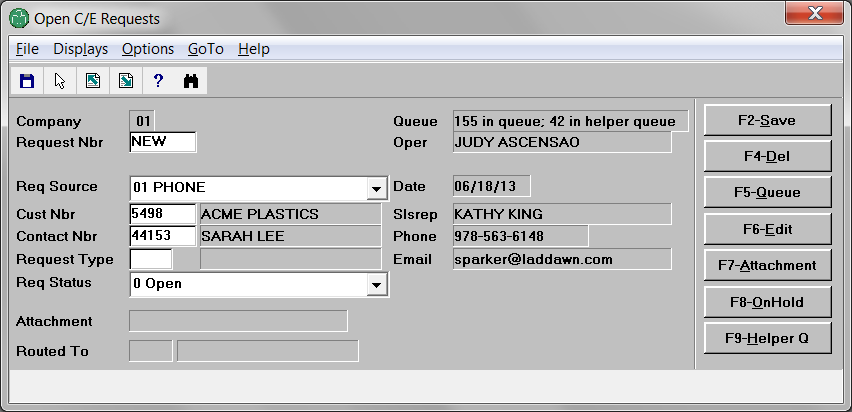 Open C/E Requests
File Displays Options GoTo Help
Company 01 Queue 155 in queue; 42 in helper queue
Request Nbr NEW Oper JUDY ASCENSAO
Req Source 01 PHONE Date 06/18/13
Cust Nbr 5498 ACME PLASTICS Slsrep KATHY KING
Contact Nbr 44153 SARAH LEE Phone 978-563-6148
Request Type Email sparker@laddawn.com
Req Status 0 Open
Attachment
Routed To
F2-Save
F4-Del
F5-Queue
F6-Edit
F7-Attachment
F8-OnHold
F9-Helper Q